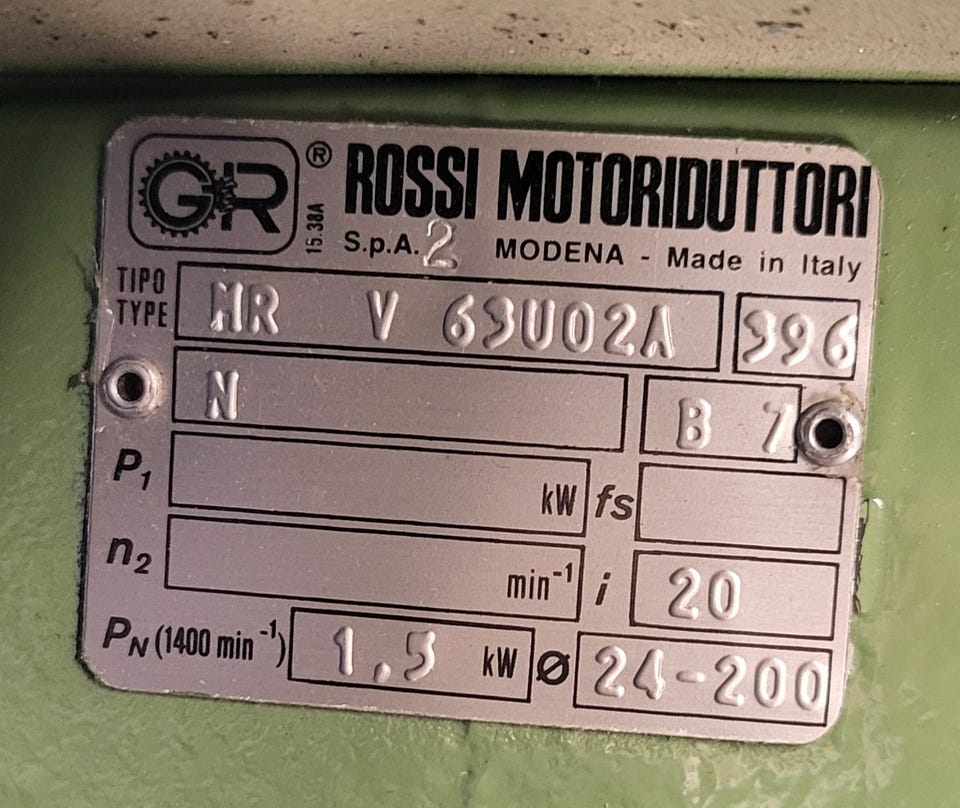 GR ® ROSSI MOTORIDUTTORI
15.38A
S.p.A. 2 MODENA - Made in Italy
TIPO
TYPE
MR V 63U02A 396
N B 7
P1 kW fs
n2 min-1 i 20
PN (1400 min-1) 1,5 kW Ø 24-200